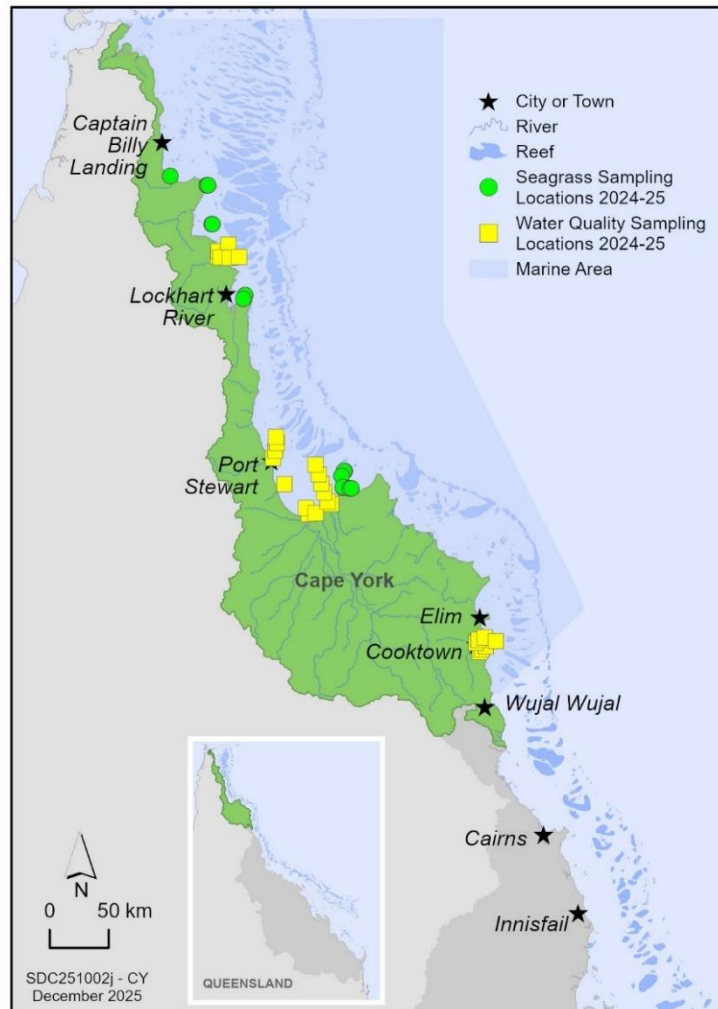 Captain
Billy
Landing
City or Town
River
Reef
Seagrass Sampling
Locations 2024-25
Water Quality Sampling
Locations 2024-25
Marine Area
Lockhart
River
Port
Stewart
Cape York
Elim
Cooktown
Wujal Wujal
Cairns
Innisfail
N
0 50 km
SDC251002j - CY
December 2025
QUEENSLAND